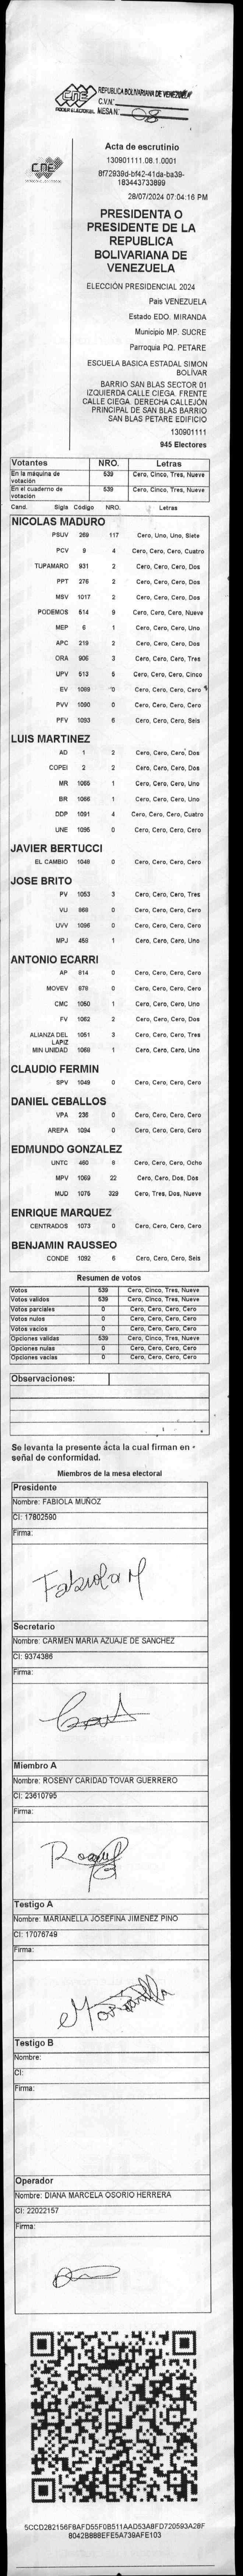 CNE
PODER ELECTORAL
REPUBLICA BOLIVARIANA DE VENEZUELA
C.V.N°
MESA N° 08
CNE
Acta de escrutinio
130901111.08.1.0001
8f72939d-bf42-41da-ba39-
183443733899
28/07/2024 07:04:16 PM
PRESIDENTA O
PRESIDENTE DE LA
REPUBLICA
BOLIVARIANA DE
VENEZUELA
ELECCIÓN PRESIDENCIAL 2024
Pais VENEZUELA
Estado EDO. MIRANDA
Municipio MP. SUCRE
Parroquia PQ. PETARE
ESCUELA BASICA ESTADAL SIMON
BOLÍVAR
BARRIO SAN BLAS SECTOR 01
IZQUIERDA CALLE CIEGA. FRENTE
CALLE CIEGA. DERECHA CALLEJÓN
PRINCIPAL DE SAN BLAS BARRIO
SAN BLAS PETARE EDIFICIO
130901111
945 Electores
Votantes NRO. Letras
En la máquina de votación 539 Cero, Cinco, Tres, Nueve
En el cuaderno de votación 539 Cero, Cinco, Tres, Nueve
Cand. Sigla Codigo NRO. Letras
NICOLAS MADURO
PSUV 269 117 Cero, Uno, Uno, Siete
PCV 9 4 Cero, Cero, Cero, Cuatro
TUPAMARO 931 2 Cero, Cero, Cero, Dos
PPT 276 2 Cero, Cero, Cero, Dos
MSV 1017 2 Cero, Cero, Cero, Dos
PODEMOS 514 9 Cero, Cero, Cero, Nueve
MEP 6 1 Cero, Cero, Cero, Uno
APC 219 2 Cero, Cero, Cero, Dos
ORA 906 3 Cero, Cero, Cero, Tres
UPV 513 5 Cero, Cero, Cero, Cinco
EV 1089 0 Cero, Cero, Cero, Cero
PVV 1090 0 Cero, Cero, Cero, Cero
PFV 1093 6 Cero, Cero, Cero, Seis
LUIS MARTINEZ
AD 1 2 Cero, Cero, Cero, Dos
COPEI 2 2 Cero, Cero, Cero, Dos
MR 1065 1 Cero, Cero, Cero, Uno
BR 1066 1 Cero, Cero, Cero, Uno
DDP 1091 4 Cero, Cero, Cero, Cuatro
UNE 1095 0 Cero, Cero, Cero, Cero
JAVIER BERTUCCI
EL CAMBIO 1048 0 Cero, Cero, Cero, Cero
JOSE BRITO
PV 1053 3 Cero, Cero, Cero, Tres
VU 868 0 Cero, Cero, Cero, Cero
UVV 1096 0 Cero, Cero, Cero, Cero
MPJ 459 1 Cero, Cero, Cero, Uno
ANTONIO ECARRI
AP 814 0 Cero, Cero, Cero, Cero
MOVEV 879 0 Cero, Cero, Cero, Cero
CMC 1050 1 Cero, Cero, Cero, Uno
FV 1062 2 Cero, Cero, Cero, Dos
ALIANZA DEL LAPIZ 1051 3 Cero, Cero, Cero, Tres
MIN UNIDAD 1068 1 Cero, Cero, Cero, Uno
CLAUDIO FERMIN
SPV 1049 0 Cero, Cero, Cero, Cero
DANIEL CEBALLOS
VPA 236 0 Cero, Cero, Cero, Cero
AREPA 1094 0 Cero, Cero, Cero, Cero
EDMUNDO GONZALEZ
UNTC 460 8 Cero, Cero, Cero, Ocho
MPV 1069 22 Cero, Cero, Dos, Dos
MUD 1075 329 Cero, Tres, Dos, Nueve
ENRIQUE MARQUEZ
CENTRADOS 1073 0 Cero, Cero, Cero, Cero
BENJAMIN RAUSSEO
CONDE 1092 6 Cero, Cero, Cero, Seis
Resumen de votos
Votos 539 Cero, Cinco, Tres, Nueve
Votos validos 539 Cero, Cinco, Tres, Nueve
Votos parciales 0 Cero, Cero, Cero, Cero
Votos nulos 0 Cero, Cero, Cero, Cero
Votos vacios 0 Cero, Cero, Cero, Cero
Opciones validas 539 Cero, Cinco, Tres, Nueve
Opciones nulas 0 Cero, Cero, Cero, Cero
Opciones vacias 0 Cero, Cero, Cero, Cero
Observaciones:
Se levanta la presente acta la cual firman en
señal de conformidad.
Miembros de la mesa electoral
Presidente
Nombre: FABIOLA MUÑOZ
CI: 17802590
Firma:
Fabiola M
Secretario
Nombre: CARMEN MARIA AZUAJE DE SANCHEZ
CI: 9374386
Firma:
Miembro A
Nombre: ROSENY CARIDAD TOVAR GUERRERO
CI: 23610795
Firma:
Testigo A
Nombre: MARIANELLA JOSEFINA JIMENEZ PINO
CI: 17076749
Firma:
Testigo B
Nombre:
CI:
Firma:
Operador
Nombre: DIANA MARCELA OSORIO HERRERA
CI: 22022157
Firma:
5CCD282156F8AFD55F0B511AAD53A8FD720593A28F
8042B888EFE5A739AFE103